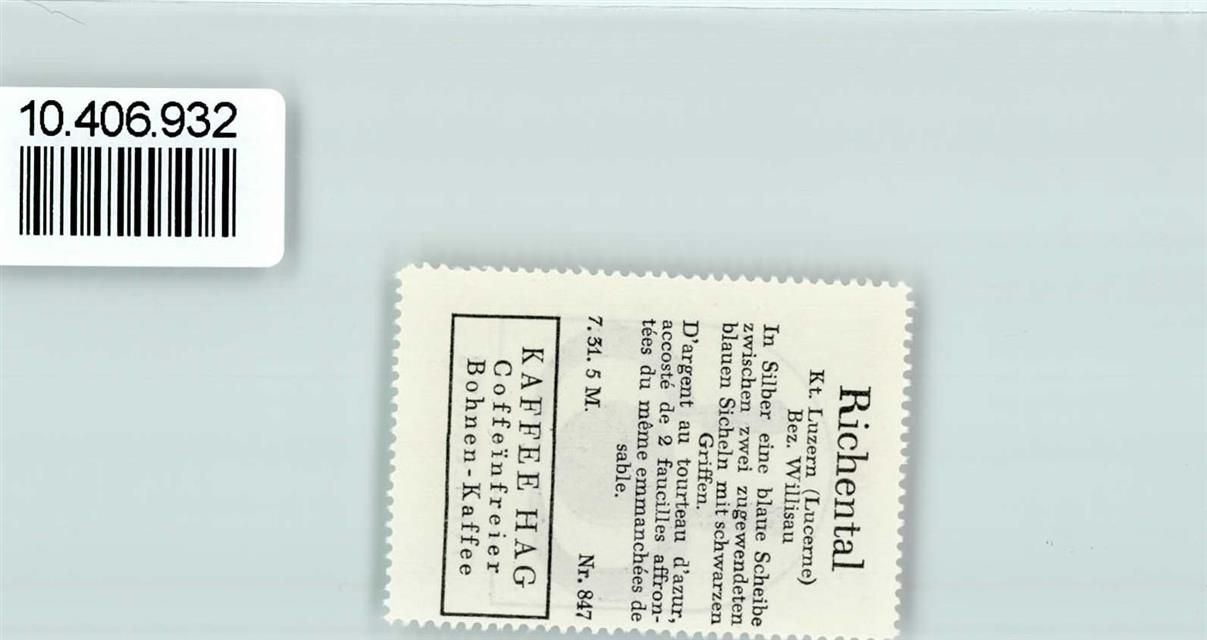 10.406.932
Richental
Kt. Luzern (Lucerne)
Bez. Willisau
In Silber eine blaue Scheibe
zwischen zwei zugewendeten
blauen Sicheln mit schwarzen
Griffen.
D'argent au tourteau d'azur,
accosté de 2 faucilles affron-
tées du même emmanchées de
sable.
7. 31. 5 M. Nr. 847
KAFFEE HAG
Coffeïnfreier
Bohnen-Kaffee